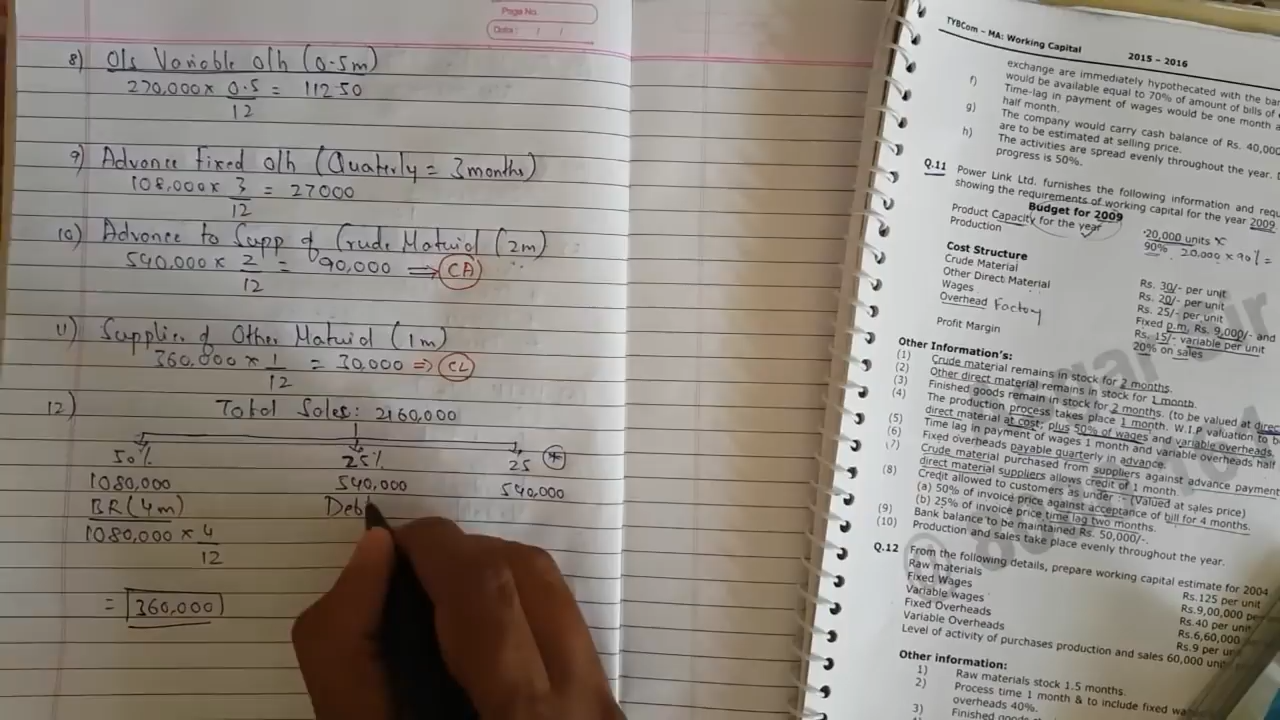 Page No.
Date : / /
8) O/s Variable o/h (0.5m)
270,000 × 0.5 = 11250
12
9) Advance Fixed o/h (Quaterly = 3 months)
108,000 × 3 = 27000
12
10) Advance to Supp of Crude Material (2m)
540,000 × 2 = 90,000 ⇒ CA
12
11) Supplier of Other Material (1m)
360,000 × 1 = 30,000 ⇒ CL
12
12) Total Sales: 2160,000
50% 25% 25
1080,000 540,000 540,000
BR (4m) Deb
1080,000 × 4
12
= 360,000
TYBCom – MA: Working Capital 2015 – 2016
exchange are immediately hypothecated with the
f) would be available equal to 70% of amount of bills of
Time-lag in payment of wages would be one month
g) half month.
The company would carry cash balance of Rs. 40,000
h) are to be estimated at selling price.
The activities are spread evenly throughout the year.
progress is 50%.
Q.11 Power Link Ltd. furnishes the following information and
showing the requirements of working capital for the year 2009
Budget for 2009
Product Capacity for the year 20,000 units
Production 90% 20,000 × 90% =
Cost Structure
Crude Material Rs. 30/- per unit
Other Direct Material Rs. 20/- per unit
Wages Rs. 25/- per unit
Overhead Factory Fixed p.m. Rs. 9,000/- and
Rs. 15/- variable per unit
Profit Margin 20% on sales
Other Information's:
(1) Crude material remains in stock for 2 months.
(2) Other direct material remains in stock for 1 month.
(3) Finished goods remain in stock for 2 months. (to be valued at
(4) The production process takes place 1 month. W.I.P valuation to
direct material at cost; plus 50% of wages and variable overheads.
(5) Time lag in payment of wages 1 month and variable overheads half
(6) Fixed overheads payable quarterly in advance.
(7) Crude material purchased from suppliers against advance
direct material suppliers allows credit of 1 month.
(8) Credit allowed to customers as under :- (Valued at sales price)
(a) 50% of invoice price against acceptance of bill for 4 months.
(b) 25% of invoice price time lag two months.
(9) Bank balance to be maintained Rs. 50,000/-.
(10) Production and sales take place evenly throughout the year.
Q.12 From the following details, prepare working capital estimate for 2004
Raw materials Rs.125 per unit
Fixed Wages Rs.9,00,000
Variable wages Rs.40 per unit
Fixed Overheads Rs.6,60,000
Variable Overheads Rs.9 per
Level of activity of purchases production and sales 60,000
Other information:
1) Raw materials stock 1.5 months.
2) Process time 1 month & to include fixed
overheads 40%.
3) Finished